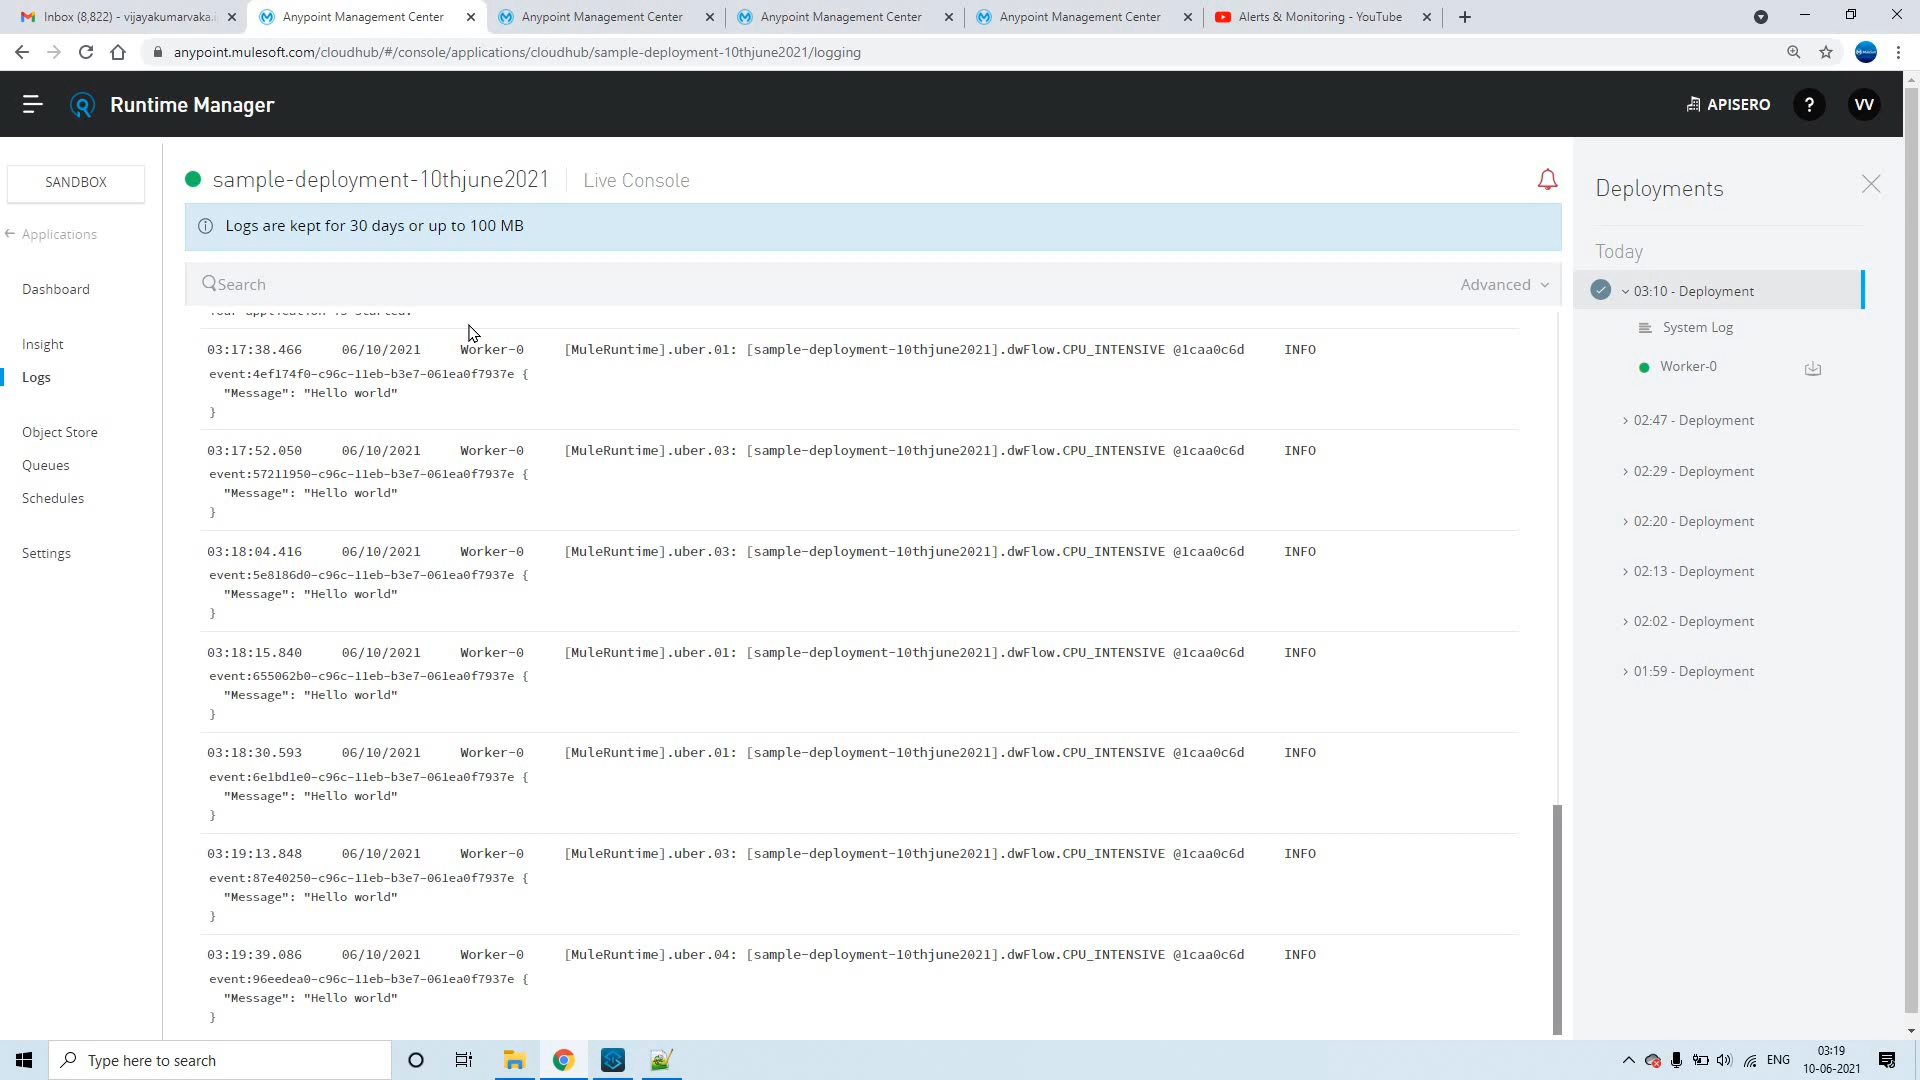 Inbox (8,822) - vijayakumarvaka.i
Anypoint Management Center
Anypoint Management Center
Anypoint Management Center
Anypoint Management Center
Alerts & Monitoring - YouTube
anypoint.mulesoft.com/cloudhub/#/console/applications/cloudhub/sample-deployment-10thjune2021/logging
Runtime Manager
APISERO
?
VV
SANDBOX
Applications
Dashboard
Insight
Logs
Object Store
Queues
Schedules
Settings
sample-deployment-10thjune2021
Live Console
Logs are kept for 30 days or up to 100 MB
Search
Advanced
Your application is started.
03:17:38.466 06/10/2021 Worker-0 [MuleRuntime].uber.01: [sample-deployment-10thjune2021].dwFlow.CPU_INTENSIVE @1caa0c6d INFO
event:4ef174f0-c96c-11eb-b3e7-061ea0f7937e {
"Message": "Hello world"
}
03:17:52.050 06/10/2021 Worker-0 [MuleRuntime].uber.03: [sample-deployment-10thjune2021].dwFlow.CPU_INTENSIVE @1caa0c6d INFO
event:57211950-c96c-11eb-b3e7-061ea0f7937e {
"Message": "Hello world"
}
03:18:04.416 06/10/2021 Worker-0 [MuleRuntime].uber.03: [sample-deployment-10thjune2021].dwFlow.CPU_INTENSIVE @1caa0c6d INFO
event:5e8186d0-c96c-11eb-b3e7-061ea0f7937e {
"Message": "Hello world"
}
03:18:15.840 06/10/2021 Worker-0 [MuleRuntime].uber.01: [sample-deployment-10thjune2021].dwFlow.CPU_INTENSIVE @1caa0c6d INFO
event:655062b0-c96c-11eb-b3e7-061ea0f7937e {
"Message": "Hello world"
}
03:18:30.593 06/10/2021 Worker-0 [MuleRuntime].uber.01: [sample-deployment-10thjune2021].dwFlow.CPU_INTENSIVE @1caa0c6d INFO
event:6e1bd1e0-c96c-11eb-b3e7-061ea0f7937e {
"Message": "Hello world"
}
03:19:13.848 06/10/2021 Worker-0 [MuleRuntime].uber.03: [sample-deployment-10thjune2021].dwFlow.CPU_INTENSIVE @1caa0c6d INFO
event:87e40250-c96c-11eb-b3e7-061ea0f7937e {
"Message": "Hello world"
}
03:19:39.086 06/10/2021 Worker-0 [MuleRuntime].uber.04: [sample-deployment-10thjune2021].dwFlow.CPU_INTENSIVE @1caa0c6d INFO
event:96eedea0-c96c-11eb-b3e7-061ea0f7937e {
"Message": "Hello world"
}
Deployments
Today
03:10 - Deployment
System Log
Worker-0
02:47 - Deployment
02:29 - Deployment
02:20 - Deployment
02:13 - Deployment
02:02 - Deployment
01:59 - Deployment
Type here to search
ENG
03:19
10-06-2021